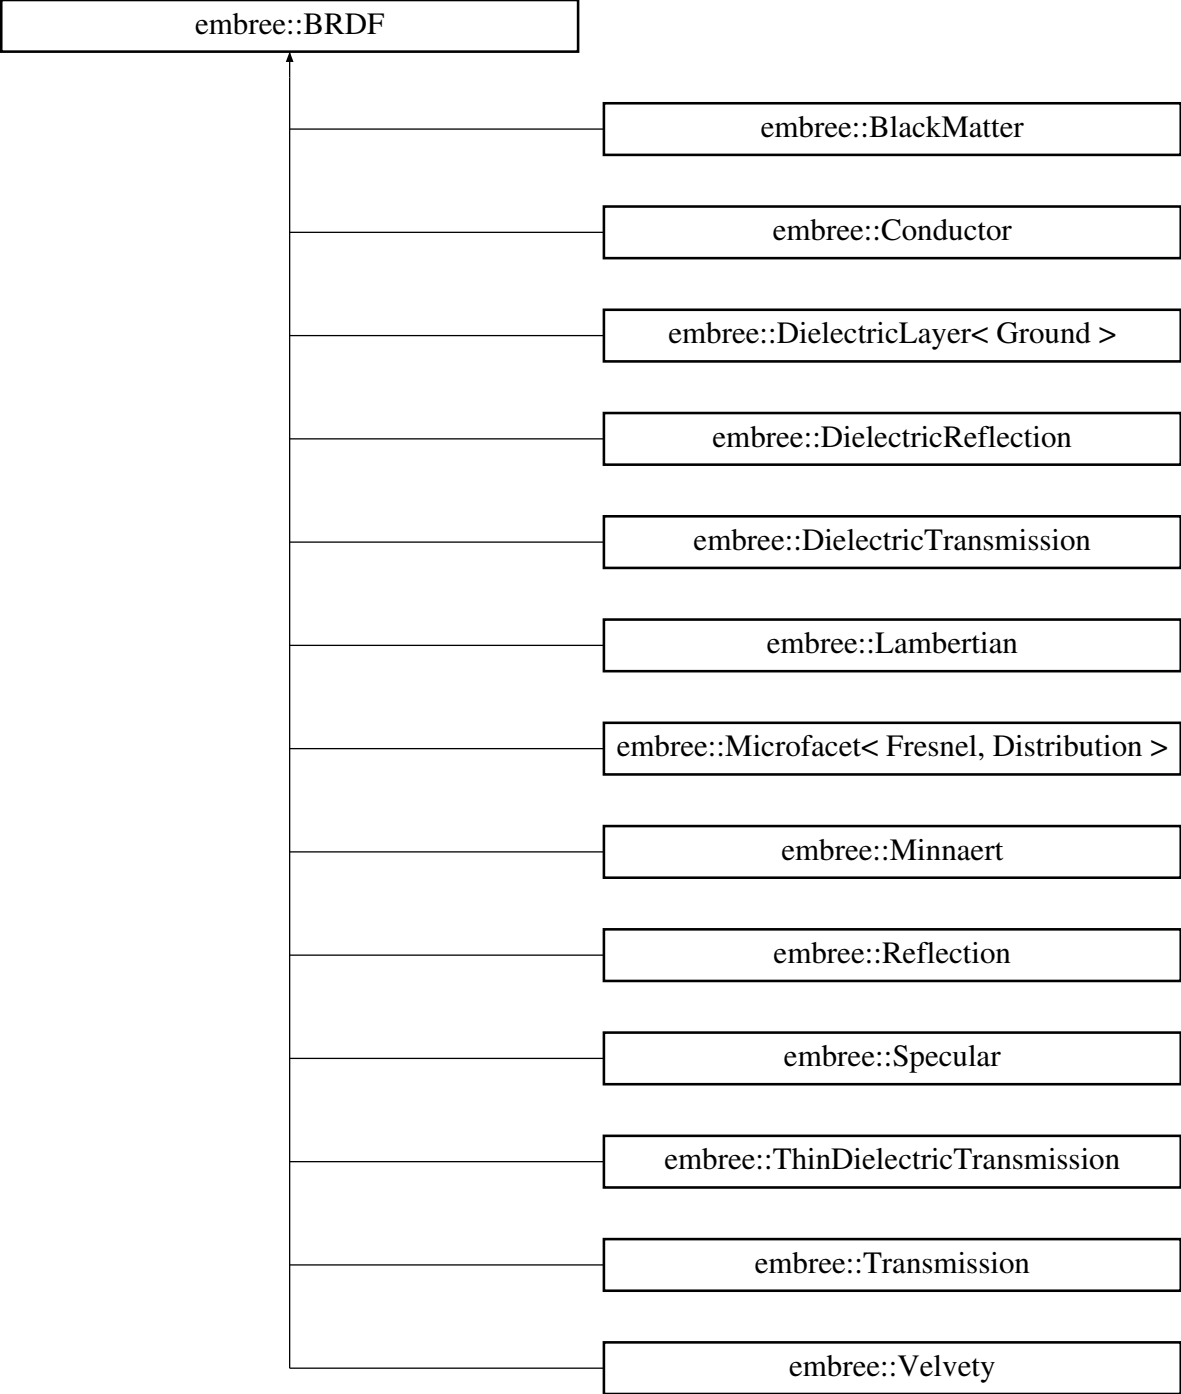 embree::BRDF
embree::BlackMatter
embree::Conductor
embree::DielectricLayer< Ground >
embree::DielectricReflection
embree::DielectricTransmission
embree::Lambertian
embree::Microfacet< Fresnel, Distribution >
embree::Minnaert
embree::Reflection
embree::Specular
embree::ThinDielectricTransmission
embree::Transmission
embree::Velvety